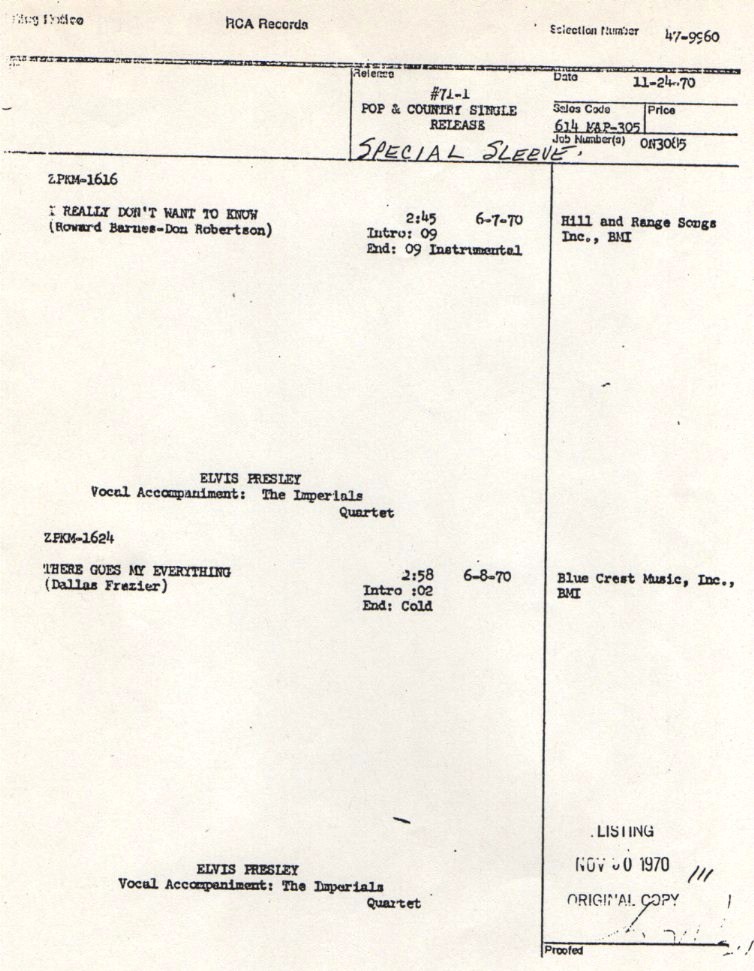 Notice
RCA Records
Selection Number 47-9960
Release
#71-1
POP & COUNTRY SINGLE
RELEASE
SPECIAL SLEEVE.
Date
11-24-70
Sales Code
614 MAP-305
Price
Job Number(s)
ZPKM-1616
I REALLY DON'T WANT TO KNOW
(Howard Barnes-Don Robertson)
2:45 6-7-70
Intro: 09
End: 09 Instrumental
Hill and Range Songs
Inc., BMI
ELVIS PRESLEY
Vocal Accompaniment: The Imperials
Quartet
ZPKM-1624
THERE GOES MY EVERYTHING
(Dallas Frazier)
2:58 6-8-70
Intro :02
End: Cold
Blue Crest Music, Inc.,
BMI
ELVIS PRESLEY
Vocal Accompaniment: The Imperials
Quartet
LISTING
NOV 30 1970
ORIGINAL COPY
Proofed